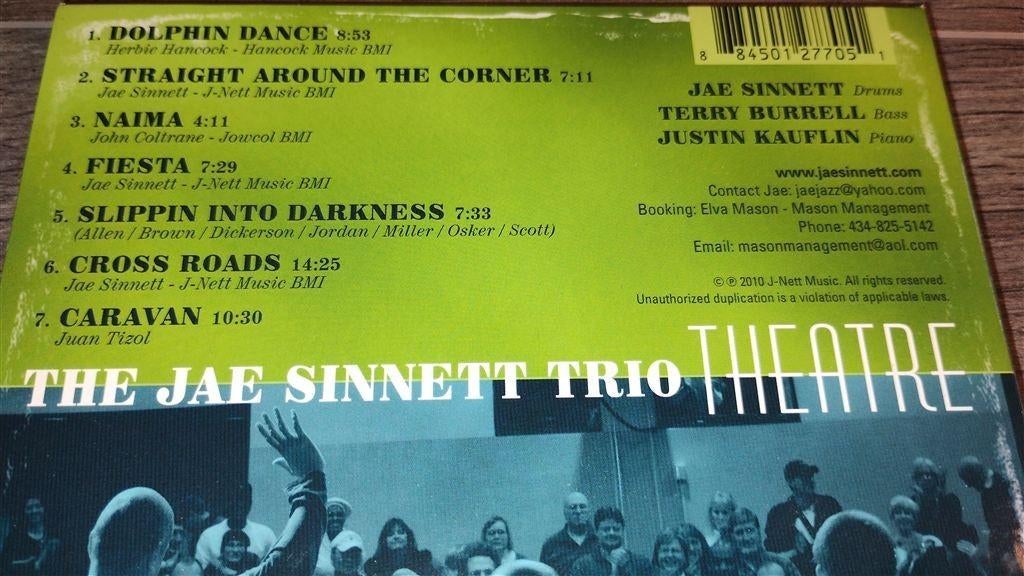 1. DOLPHIN DANCE 8:53
Herbie Hancock - Hancock Music BMI
2. STRAIGHT AROUND THE CORNER 7:11
Jae Sinnett - J-Nett Music BMI
3. NAIMA 4:11
John Coltrane - Jowcol BMI
4. FIESTA 7:29
Jae Sinnett - J-Nett Music BMI
5. SLIPPIN INTO DARKNESS 7:33
(Allen / Brown / Dickerson / Jordan / Miller / Osker / Scott)
6. CROSS ROADS 14:25
Jae Sinnett - J-Nett Music BMI
7. CARAVAN 10:30
Juan Tizol
8 84501 27705 1
JAE SINNETT Drums
TERRY BURRELL Bass
JUSTIN KAUFLIN Piano
www.jaesinnett.com
Contact Jae: jaejazz@yahoo.com
Booking: Elva Mason - Mason Management
Phone: 434-825-5142
Email: masonmanagement@aol.com
© ℗ 2010 J-Nett Music. All rights reserved.
Unauthorized duplication is a violation of applicable laws.
THE JAE SINNETT TRIO THEATRE